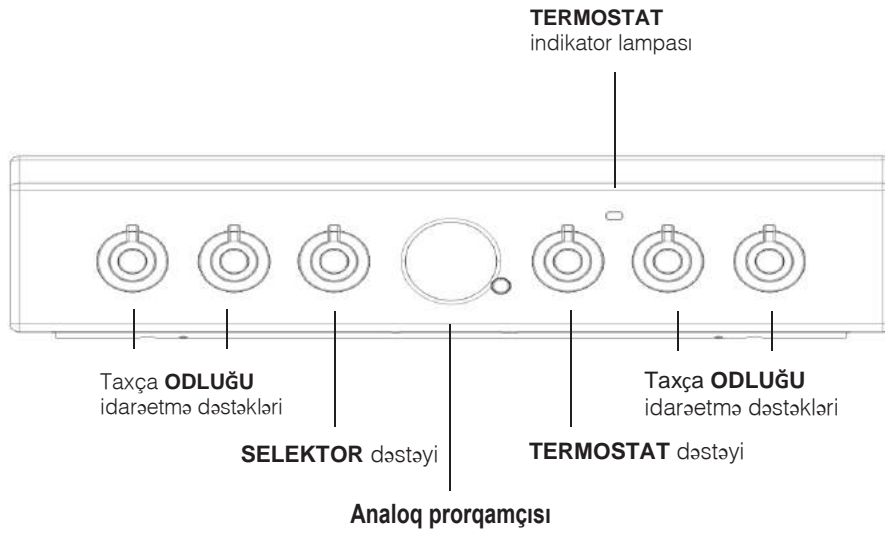 TERMOSTAT
indikator lampası
Taxça ODLUĞU
idarəetmə dəstəkləri
Taxça ODLUĞU
idarəetmə dəstəkləri
SELEKTOR dəstəyi
TERMOSTAT dəstəyi
Analoq prorqamçısı